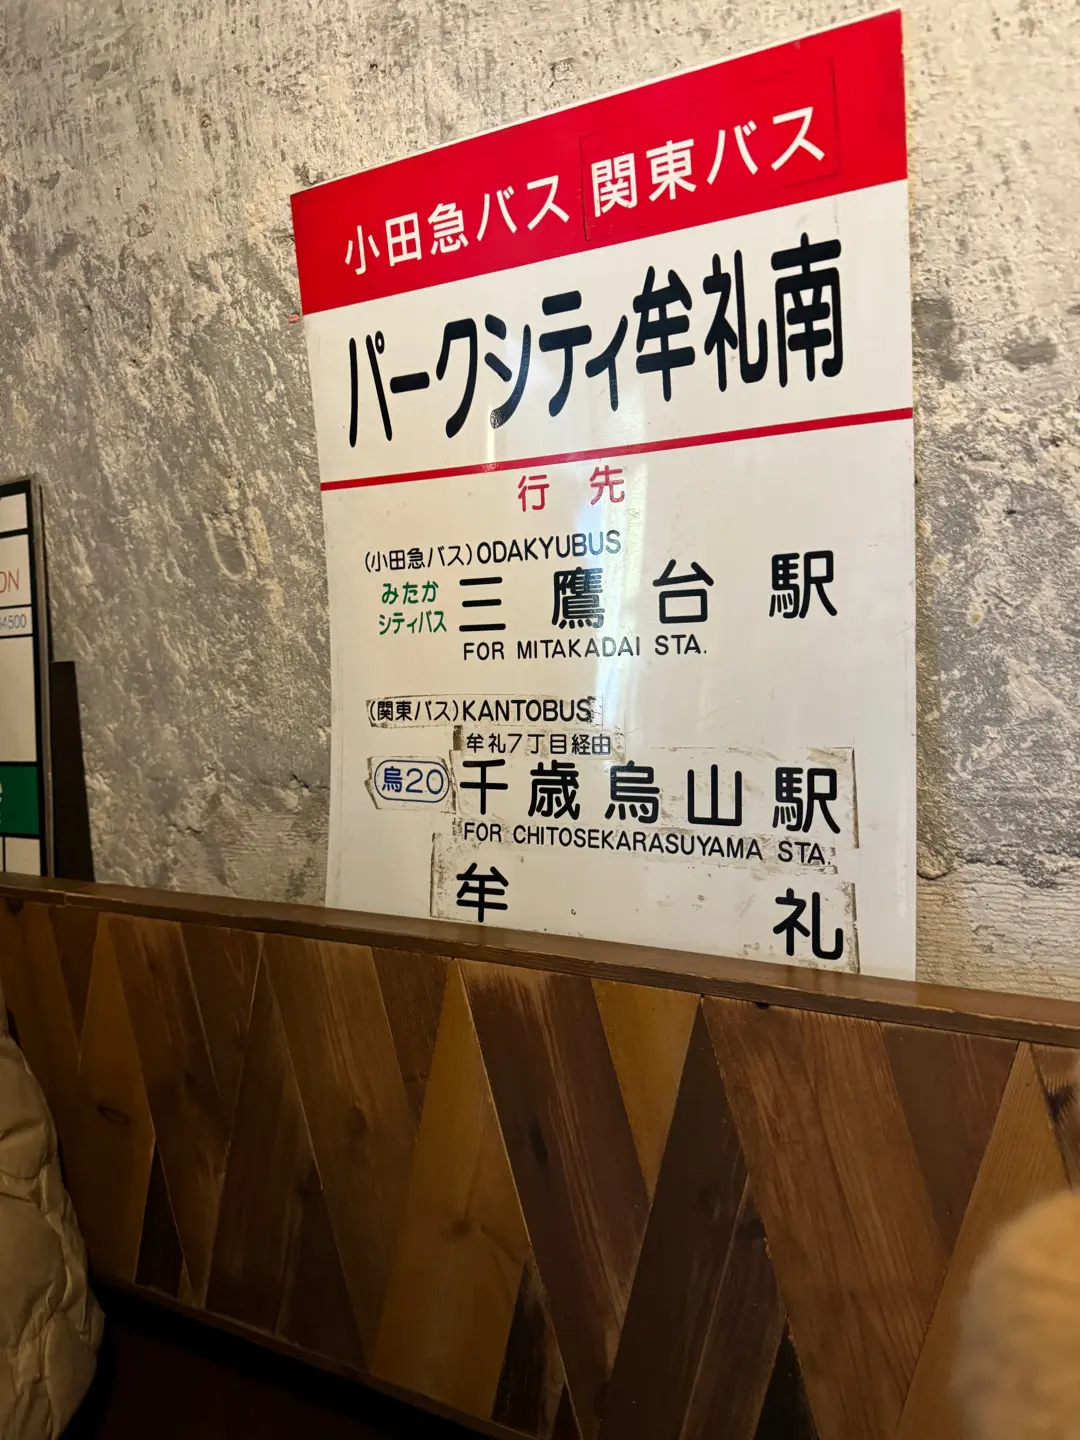 小田急バス 関東バス
パークシティ牟礼南
行先
(小田急バス)ODAKYUBUS
みたか
シティバス
三鷹台駅
FOR MITAKADAI STA.
(関東バス)KANTOBUS
牟礼7丁目経由
烏20
千歳烏山駅
FOR CHITOSEKARASUYAMA STA.
牟礼
ON
4500